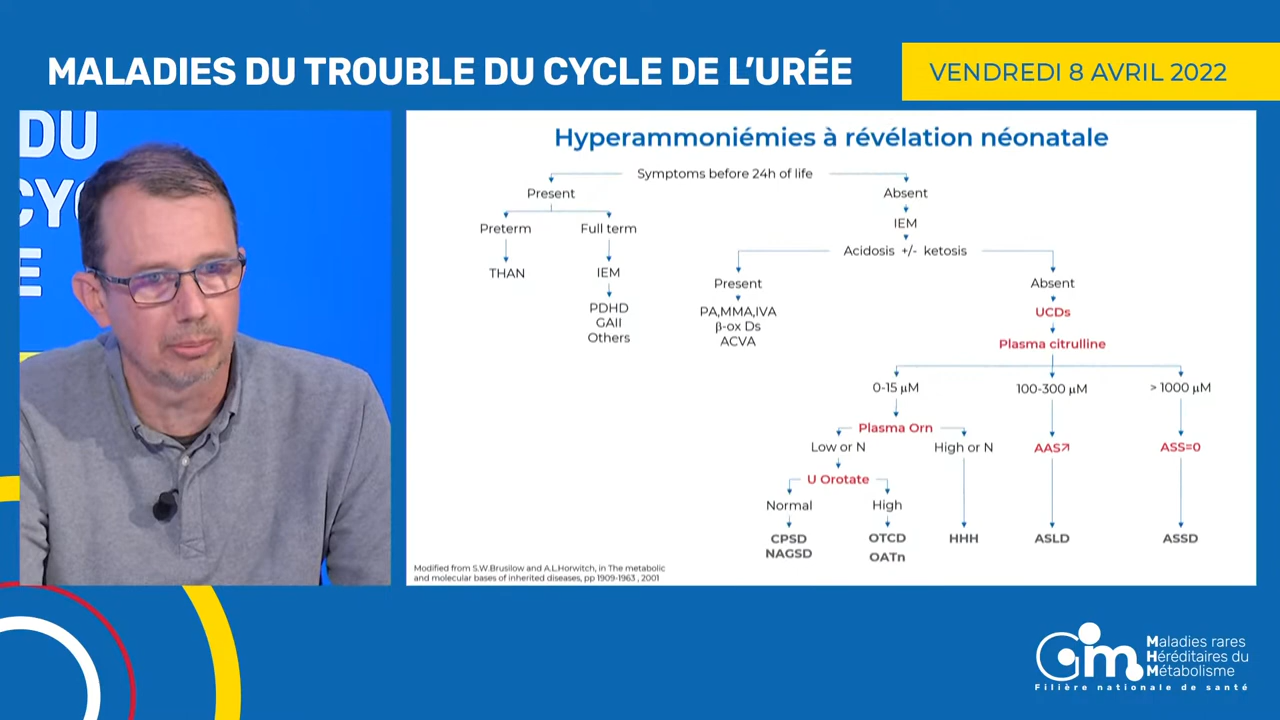 MALADIES DU TROUBLE DU CYCLE DE L'URÉE
VENDREDI 8 AVRIL 2022
DU
CYC
E
Hyperammoniémies à révélation néonatale
Symptoms before 24h of life
Present
Absent
Preterm
Full term
IEM
Acidosis +/- ketosis
THAN
IEM
Present
Absent
PDHD
GAII
Others
PA,MMA,IVA
β-ox Ds
ACVA
UCDs
Plasma citrulline
0-15 µM
100-300 µM
> 1000 µM
Plasma Orn
Low or N
High or N
AAS↗
ASS=0
U Orotate
Normal
High
CPSD
NAGSD
OTCD
OATn
HHH
ASLD
ASSD
Modified from S.W.Brusilow and A.L.Horwitch, in The metabolic
and molecular bases of inherited diseases, pp 1909-1963 , 2001
Gm
Maladies rares
Héréditaires du
Métabolisme
Filière nationale de santé